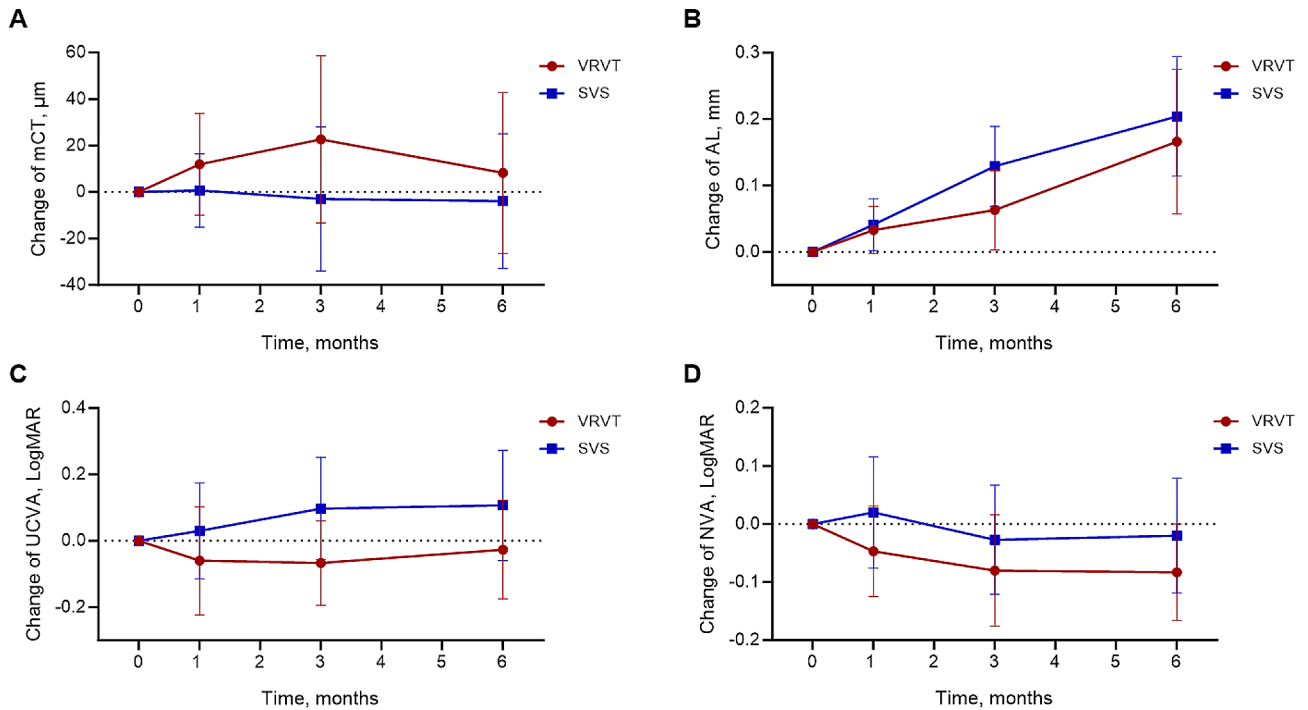 A
Change of mCT, μm
60
40
20
0
-20
-40
0 1 2 3 4 5 6
Time, months
VRVT
SVS
B
Change of AL, mm
0.3
0.2
0.1
0.0
0 1 2 3 4 5 6
Time, months
VRVT
SVS
C
Change of UCVA, LogMAR
0.4
0.2
0.0
-0.2
0 1 2 3 4 5 6
Time, months
VRVT
SVS
D
Change of NVA, LogMAR
0.2
0.1
0.0
-0.1
-0.2
0 1 2 3 4 5 6
Time, months
VRVT
SVS